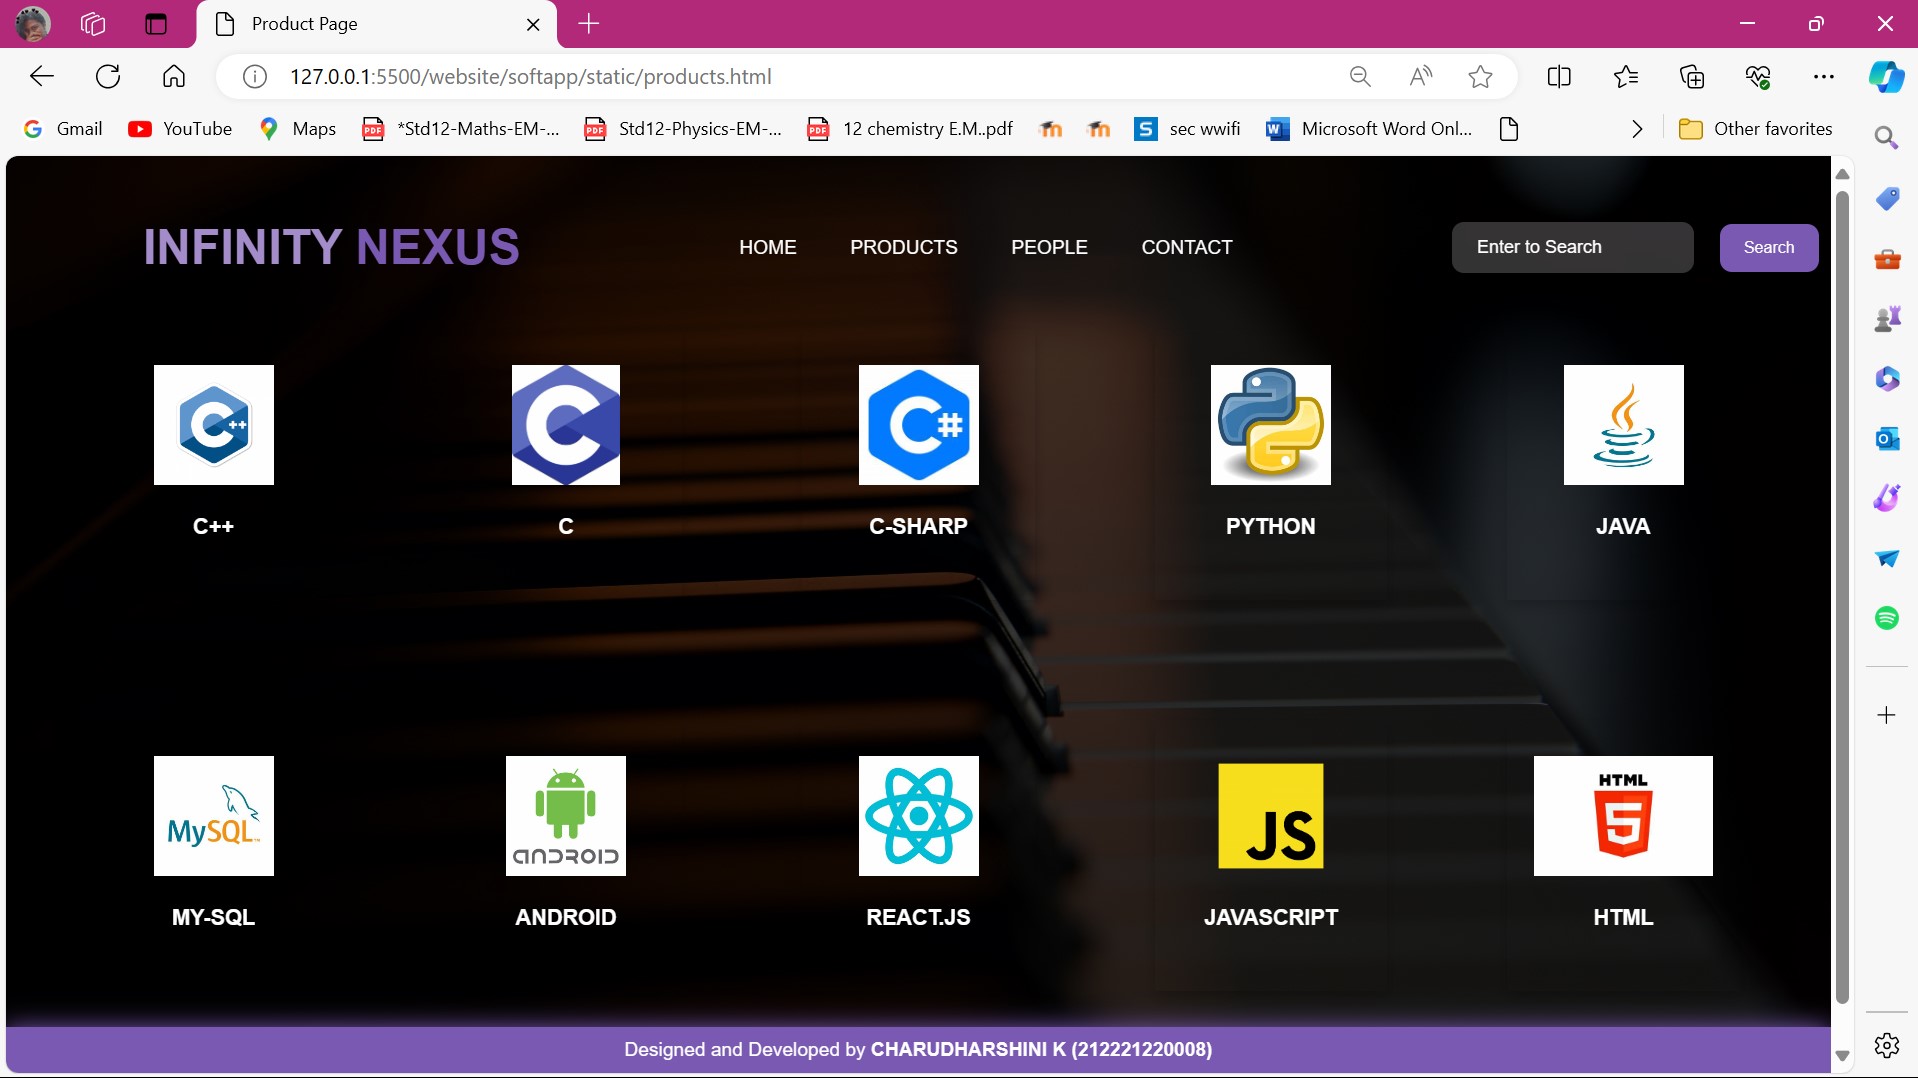 Product Page
127.0.0.1:5500/website/softapp/static/products.html
Gmail YouTube Maps *Std12-Maths-EM-... Std12-Physics-EM-... 12 chemistry E.M..pdf sec wwifi Microsoft Word Onl... Other favorites
INFINITY NEXUS HOME PRODUCTS PEOPLE CONTACT Enter to Search Search
C++ C C# 
C++ C C-SHARP PYTHON JAVA
MySQL™ ANDROID JS HTML 5
MY-SQL ANDROID REACT.JS JAVASCRIPT HTML
Designed and Developed by CHARUDHARSHINI K (212221220008)